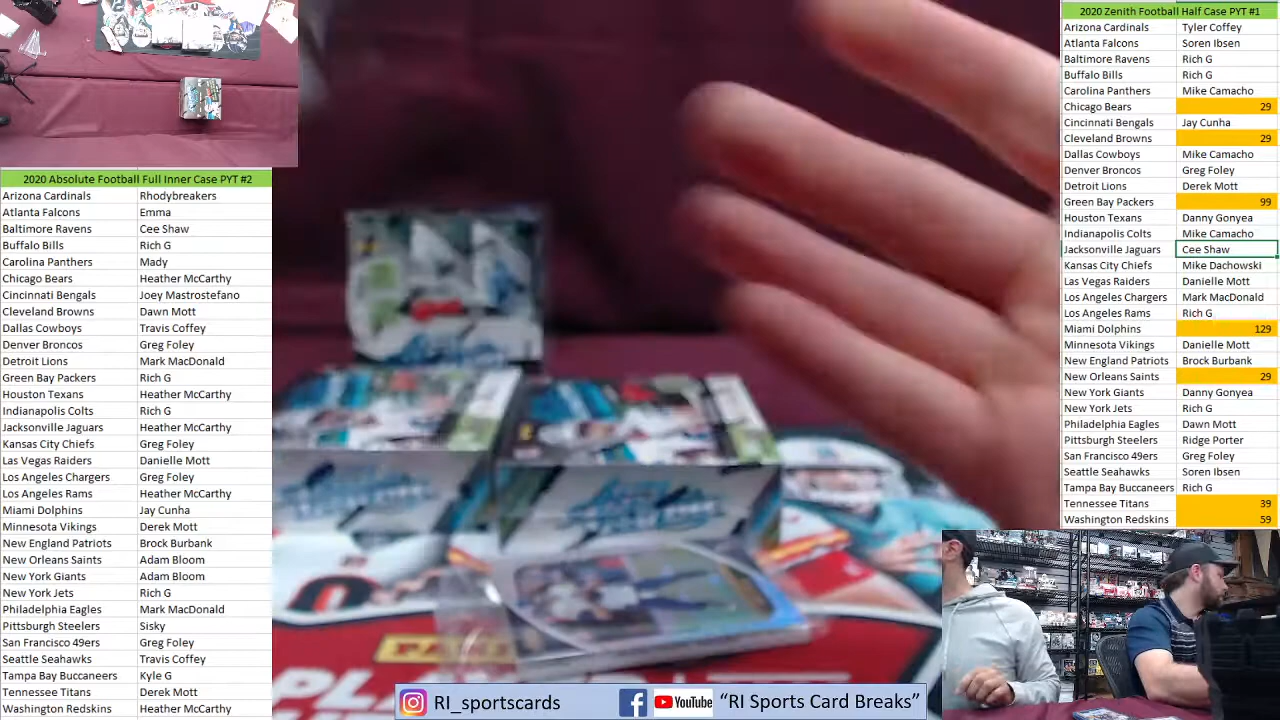 2020 Absolute Football Full Inner Case PYT #2
Arizona Cardinals Rhodybreakers
Atlanta Falcons Emma
Baltimore Ravens Cee Shaw
Buffalo Bills Rich G
Carolina Panthers Mady
Chicago Bears Heather McCarthy
Cincinnati Bengals Joey Mastrostefano
Cleveland Browns Dawn Mott
Dallas Cowboys Travis Coffey
Denver Broncos Greg Foley
Detroit Lions Mark MacDonald
Green Bay Packers Rich G
Houston Texans Heather McCarthy
Indianapolis Colts Rich G
Jacksonville Jaguars Heather McCarthy
Kansas City Chiefs Greg Foley
Las Vegas Raiders Danielle Mott
Los Angeles Chargers Greg Foley
Los Angeles Rams Heather McCarthy
Miami Dolphins Jay Cunha
Minnesota Vikings Derek Mott
New England Patriots Brock Burbank
New Orleans Saints Adam Bloom
New York Giants Adam Bloom
New York Jets Rich G
Philadelphia Eagles Mark MacDonald
Pittsburgh Steelers Sisky
San Francisco 49ers Greg Foley
Seattle Seahawks Travis Coffey
Tampa Bay Buccaneers Kyle G
Tennessee Titans Derek Mott
Washington Redskins Heather McCarthy
2020 Zenith Football Half Case PYT #1
Arizona Cardinals Tyler Coffey
Atlanta Falcons Soren Ibsen
Baltimore Ravens Rich G
Buffalo Bills Rich G
Carolina Panthers Mike Camacho
Chicago Bears 29
Cincinnati Bengals Jay Cunha
Cleveland Browns 29
Dallas Cowboys Mike Camacho
Denver Broncos Greg Foley
Detroit Lions Derek Mott
Green Bay Packers 99
Houston Texans Danny Gonyea
Indianapolis Colts Mike Camacho
Jacksonville Jaguars Cee Shaw
Kansas City Chiefs Mike Dachowski
Las Vegas Raiders Danielle Mott
Los Angeles Chargers Mark MacDonald
Los Angeles Rams Rich G
Miami Dolphins 129
Minnesota Vikings Danielle Mott
New England Patriots Brock Burbank
New Orleans Saints 29
New York Giants Danny Gonyea
New York Jets Rich G
Philadelphia Eagles Dawn Mott
Pittsburgh Steelers Ridge Porter
San Francisco 49ers Greg Foley
Seattle Seahawks Soren Ibsen
Tampa Bay Buccaneers Rich G
Tennessee Titans 39
Washington Redskins 59
PANINI
RI_sportscards YouTube "RI Sports Card Breaks"